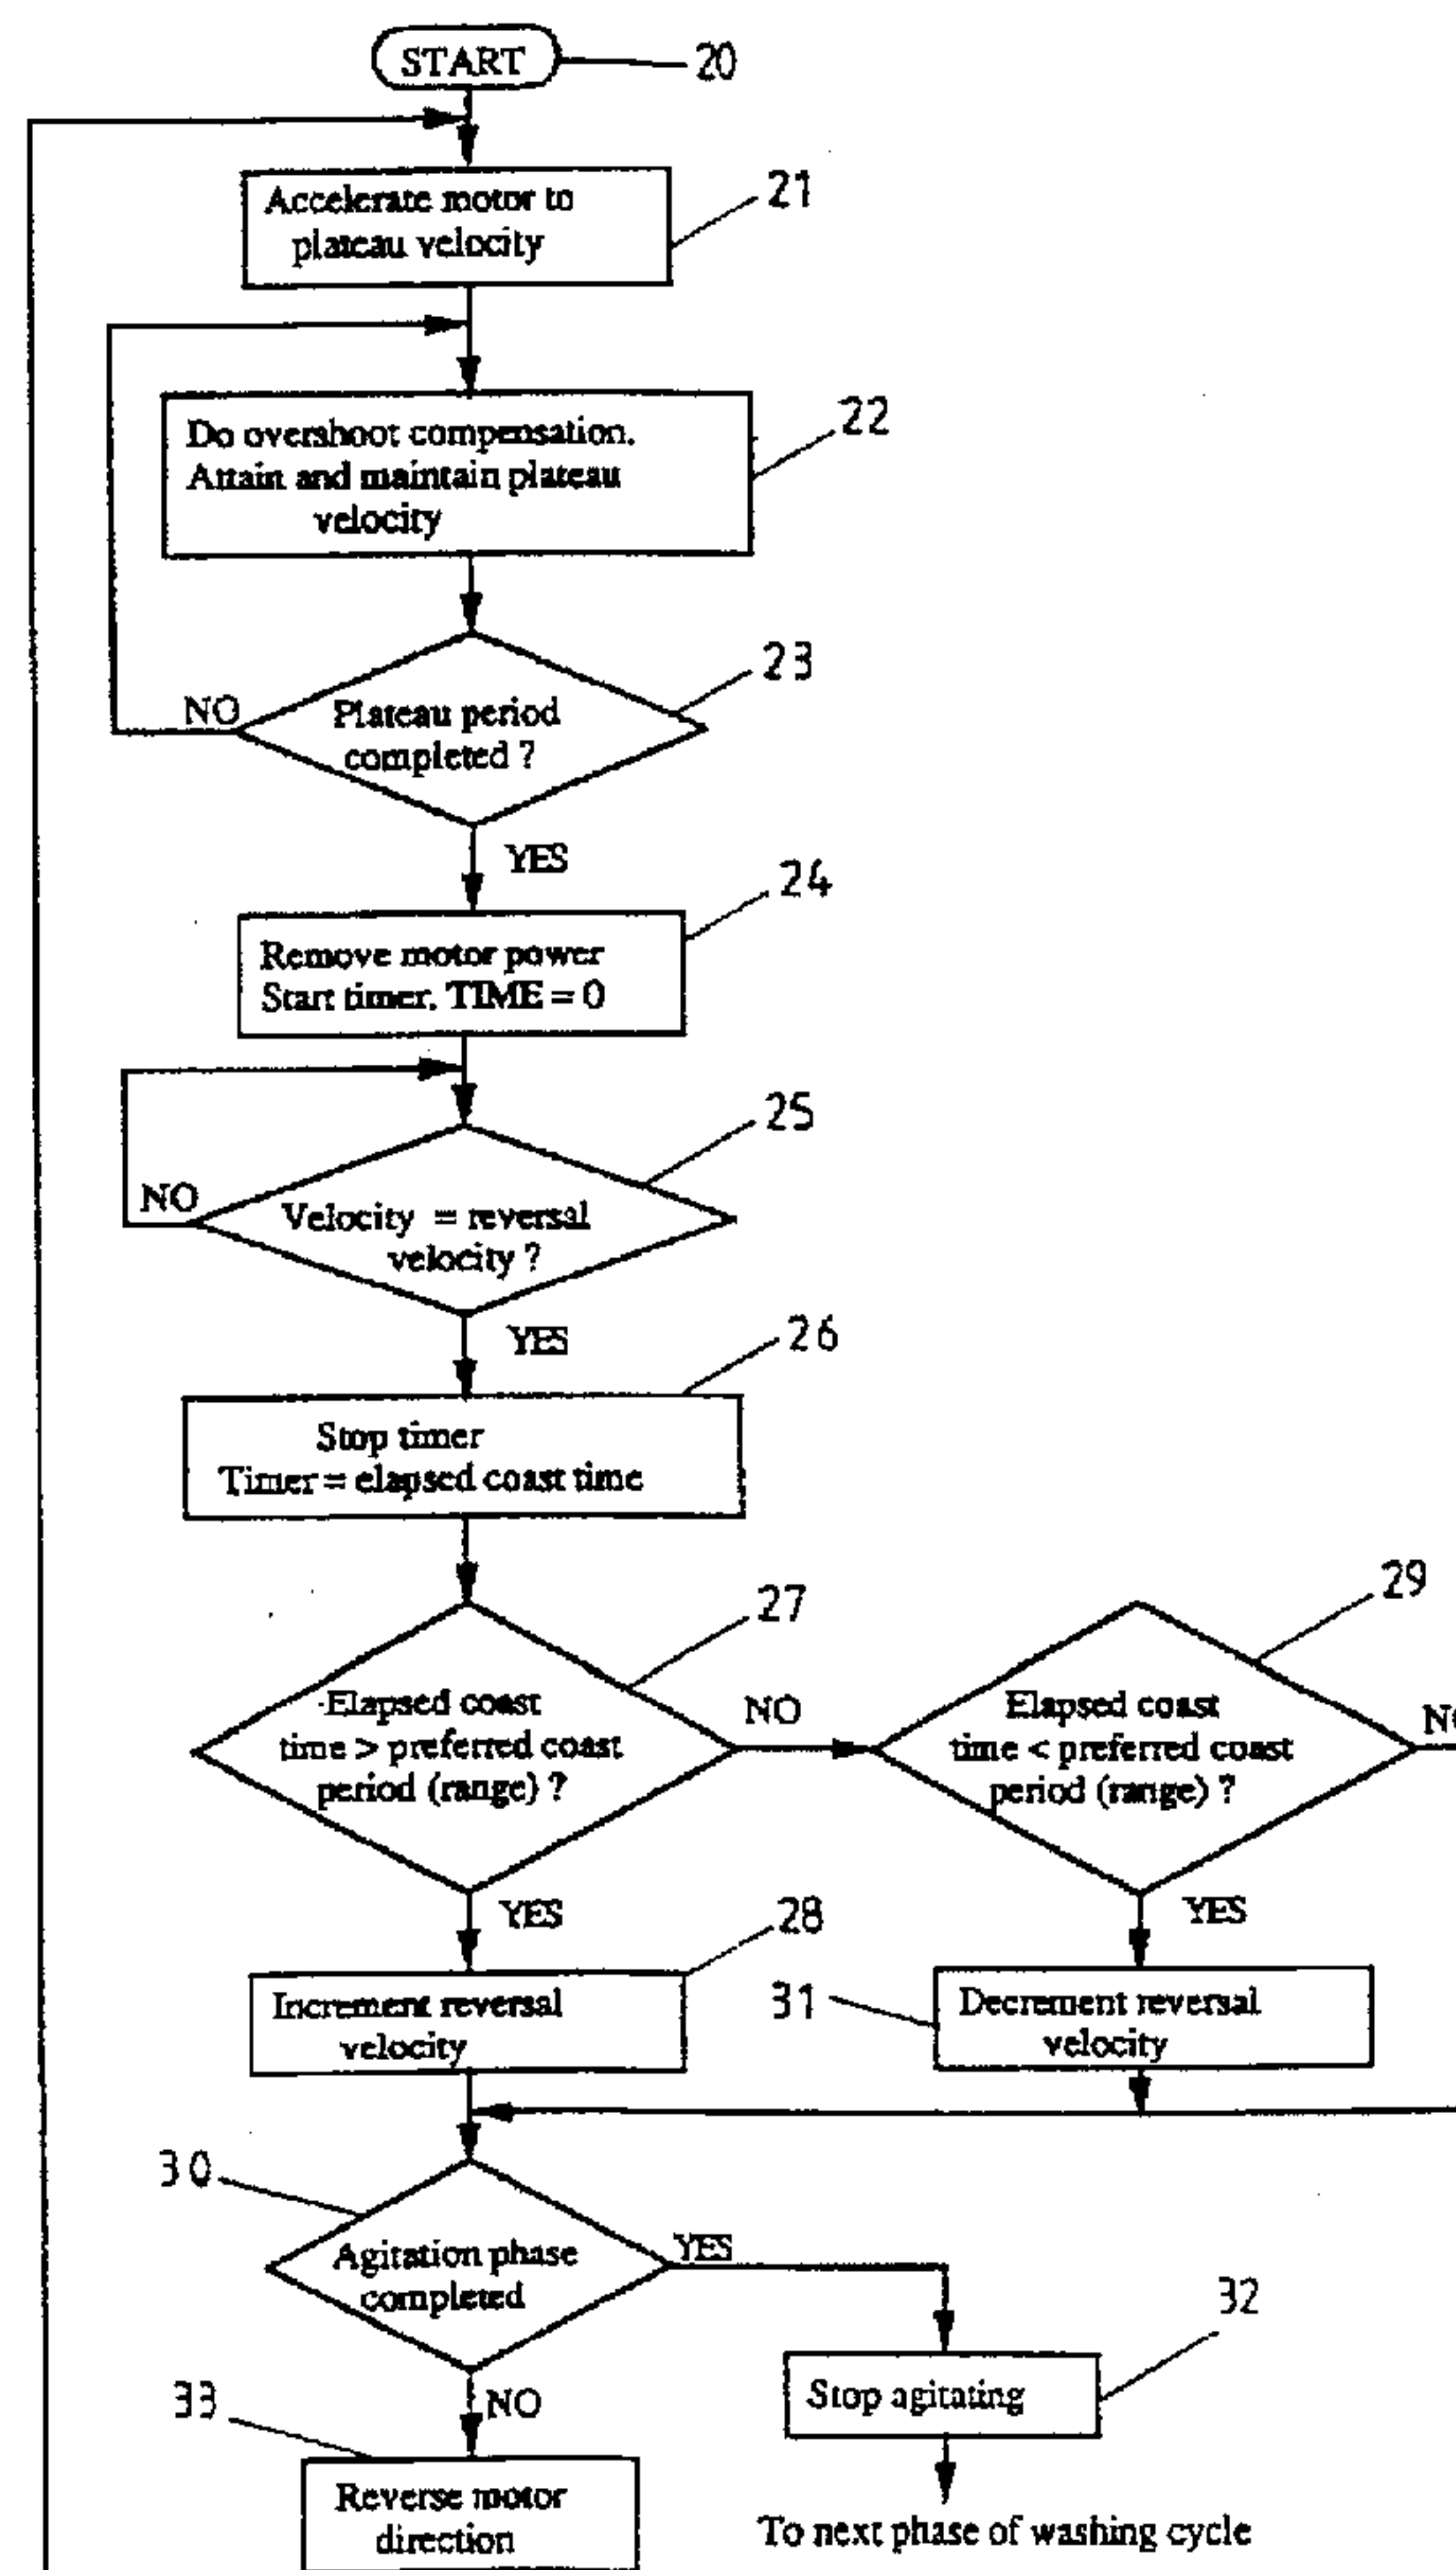 START
20
Accelerate motor to
plateau velocity
21
Do overshoot compensation.
Attain and maintain plateau
velocity
22
23
NO
Plateau period
completed ?
YES
24
Remove motor power
Start timer. TIME = 0
25
NO
Velocity = reversal
velocity ?
YES
26
Stop timer
Timer = elapsed coast time
27
29
Elapsed coast
time > preferred coast
period (range) ?
NO
Elapsed coast
time < preferred coast
period (range) ?
NO
YES
28
YES
Increment reversal
velocity
31
Decrement reversal
velocity
30
Agitation phase
completed
YES
32
33
NO
Stop agitating
Reverse motor
direction
To next phase of washing cycle